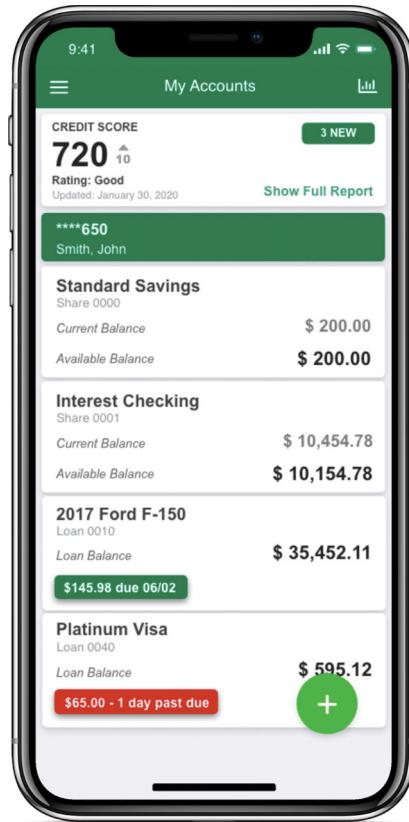 9:41
My Accounts
CREDIT SCORE
3 NEW
720 10
Rating: Good
Updated: January 30, 2020
Show Full Report
****650
Smith, John
Standard Savings
Share 0000
Current Balance $ 200.00
Available Balance $ 200.00
Interest Checking
Share 0001
Current Balance $ 10,454.78
Available Balance $ 10,154.78
2017 Ford F-150
Loan 0010
Loan Balance $ 35,452.11
$145.98 due 06/02
Platinum Visa
Loan 0040
Loan Balance $ 595.12
$65.00 - 1 day past due
+